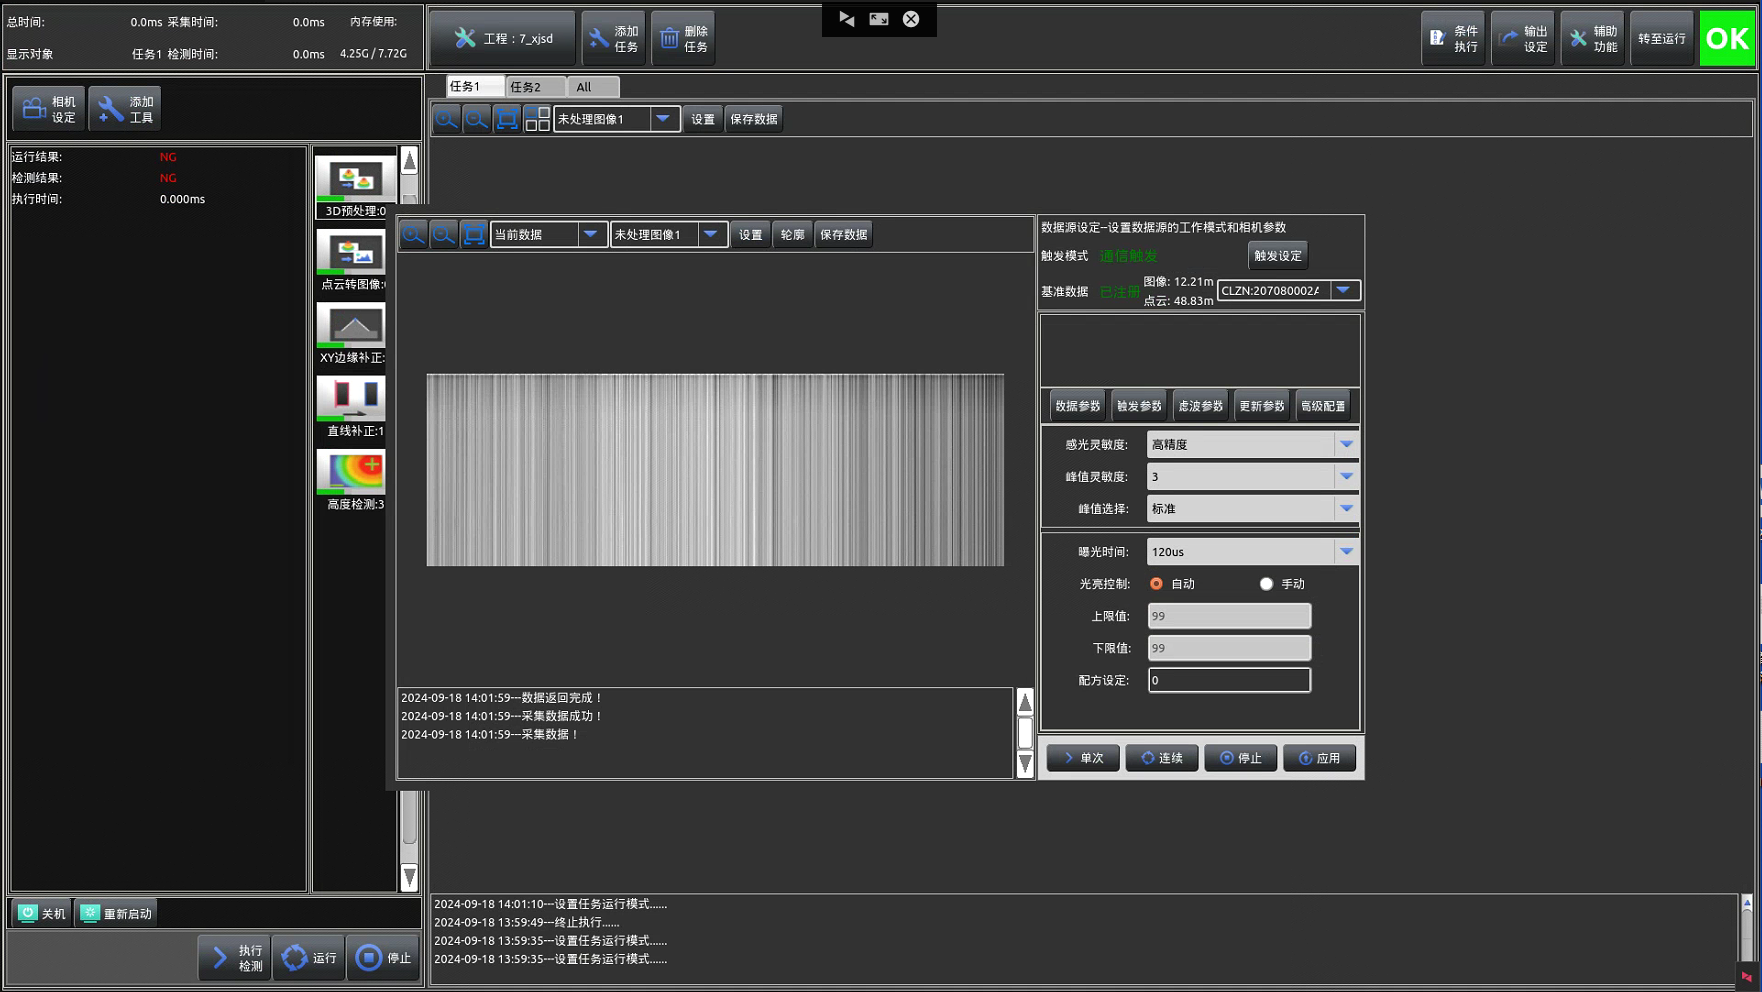 总时间: 0.0ms 采集时间: 0.0ms 内存使用:
显示对象 任务1 检测时间: 0.0ms 4.25G / 7.72G
工程：7_xjsd
添加
任务
删除
任务
条件
执行
输出
设定
辅助
功能
转至运行
OK
相机
设定
添加
工具
任务1 任务2 All
未处理图像1 设置 保存数据
运行结果: NG
检测结果: NG
执行时间: 0.000ms
3D预处理:0
点云转图像:
XY边缘补正:
直线补正:1
高度检测:3
当前数据 未处理图像1 设置 轮廓 保存数据
数据源设定--设置数据源的工作模式和相机参数
触发模式 通信触发 触发设定
基准数据 已注册 图像: 12.21m
点云: 48.83m
CLZN:207080002A
数据参数 触发参数 滤波参数 更新参数 高级配置
感光灵敏度: 高精度
峰值灵敏度: 3
峰值选择: 标准
曝光时间: 120us
光亮控制: 自动 手动
上限值: 99
下限值: 99
配方设定: 0
单次 连续 停止 应用
2024-09-18 14:01:59---数据返回完成！
2024-09-18 14:01:59---采集数据成功！
2024-09-18 14:01:59---采集数据！
关机 重新启动
执行
检测
运行 停止
2024-09-18 14:01:10---设置任务运行模式......
2024-09-18 13:59:49---终止执行......
2024-09-18 13:59:35---设置任务运行模式......
2024-09-18 13:59:35---设置任务运行模式......